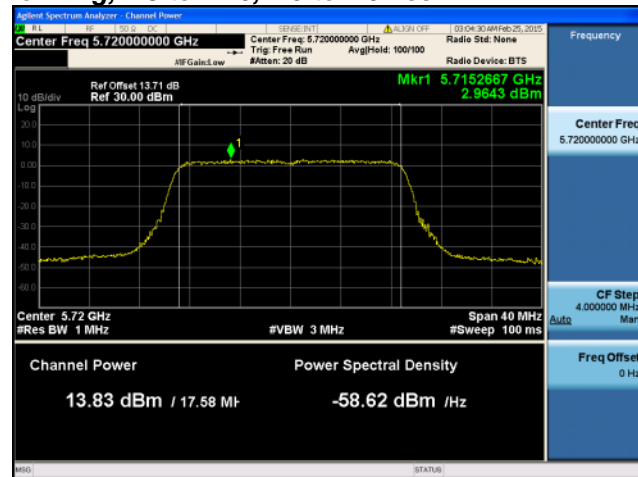 Agilent Spectrum Analyzer - Channel Power
RL RF 50 Ω DC SENSE:INT ALIGN OFF 03:04:30 AM Feb 25, 2015
Center Freq 5.720000000 GHz Center Freq: 5.720000000 GHz Radio Std: None Frequency
Trig: Free Run Avg|Hold: 100/100
#IFGain:Low #Atten: 20 dB Radio Device: BTS
Ref Offset 13.71 dB Mkr1 5.7152667 GHz
10 dB/div Ref 30.00 dBm 2.9643 dBm
Log
20.0
10.0
1
0.00
-10.0
-20.0
-30.0
-40.0
-50.0
-60.0
Center Freq
5.720000000 GHz
Center 5.72 GHz Span 40 MHz
#Res BW 1 MHz #VBW 3 MHz #Sweep 100 ms
CF Step
4.000000 MHz
Auto Man
Channel Power Power Spectral Density
13.83 dBm / 17.58 MH -58.62 dBm /Hz
Freq Offset
0 Hz
MSG STATUS